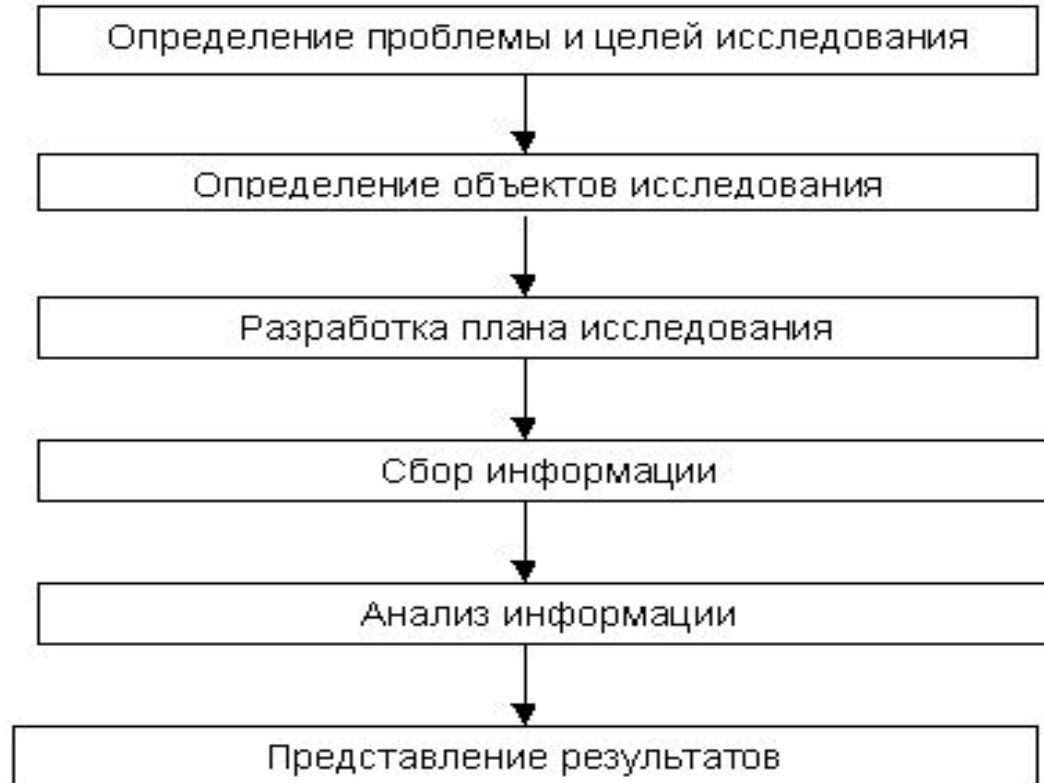 Определение проблемы и целей исследования
Определение объектов исследования
Разработка плана исследования
Сбор информации
Анализ информации
Представление результатов